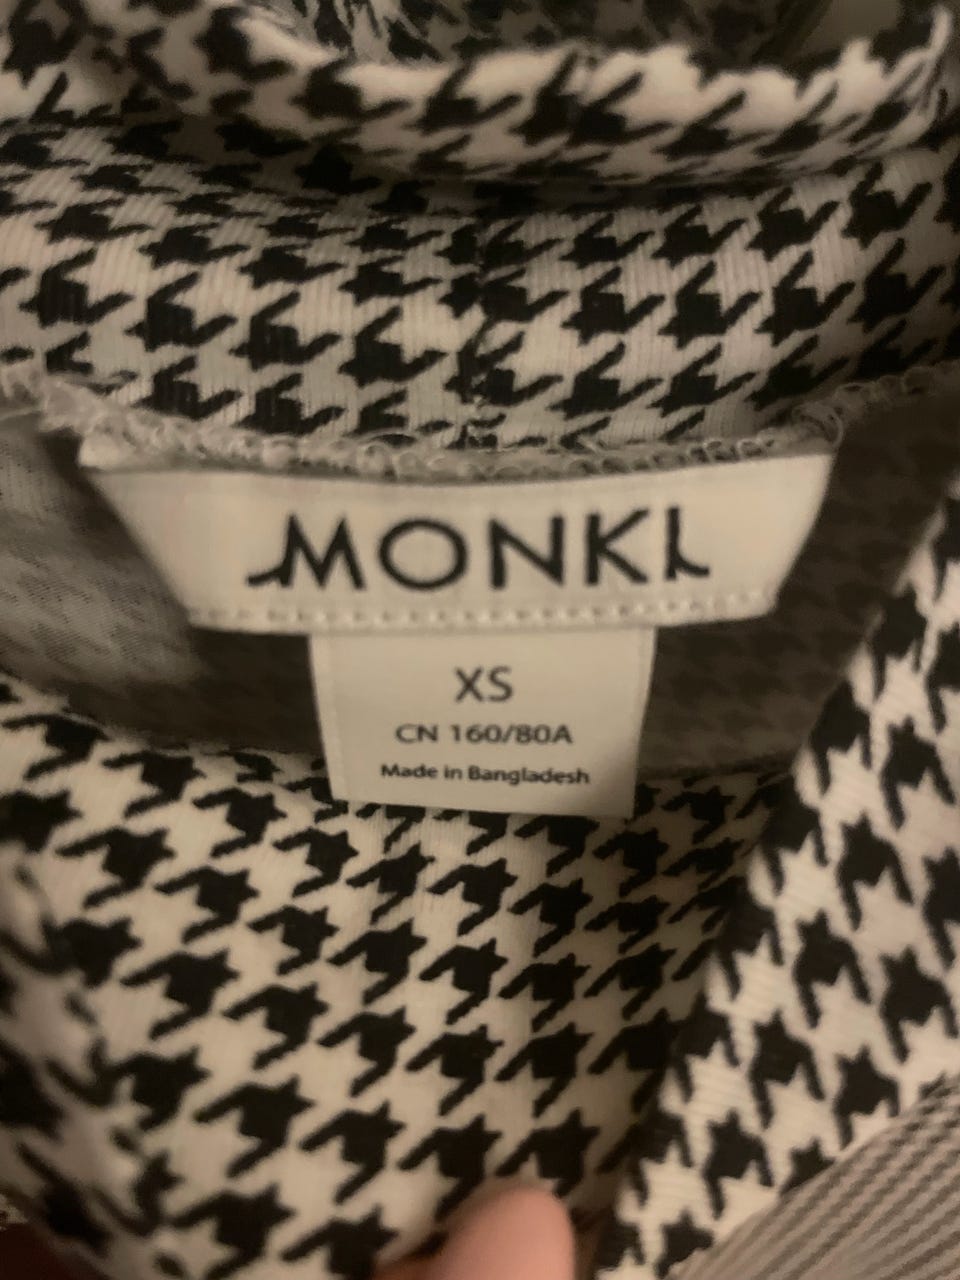 MONKI
XS
CN 160/80A
Made in Bangladesh